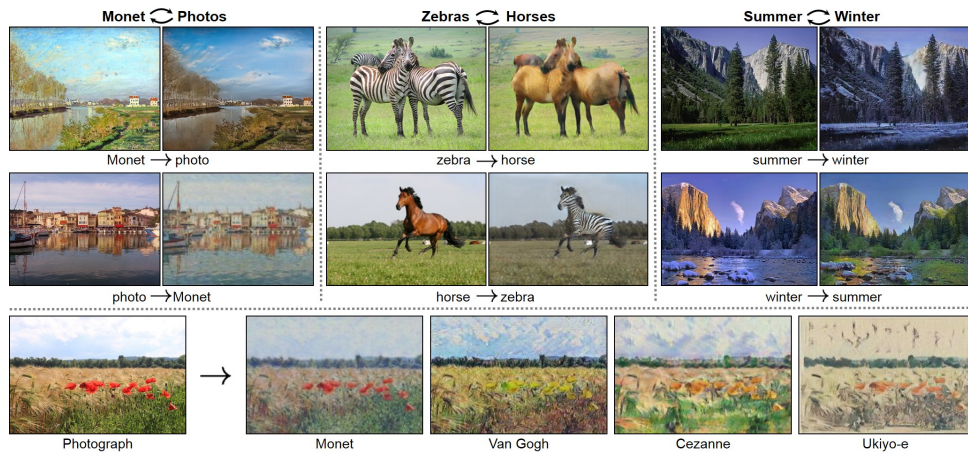 Monet Photos
Zebras Horses
Summer Winter
Monet → photo
zebra → horse
summer → winter
photo → Monet
horse → zebra
winter → summer
Photograph
Monet
Van Gogh
Cezanne
Ukiyo-e